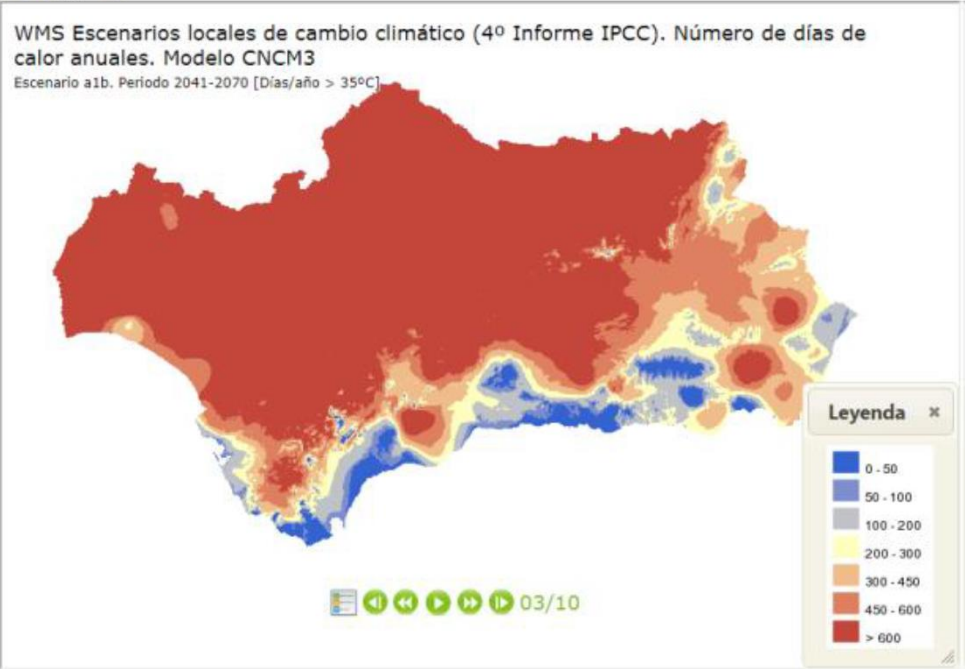 WMS Escenarios locales de cambio climático (4º Informe IPCC). Número de días de
calor anuales. Modelo CNCM3
Escenario a1b. Periodo 2041-2070 [Días/año > 35ºC]
Leyenda ×
0 - 50
50 - 100
100 - 200
200 - 300
300 - 450
450 - 600
> 600
03/10